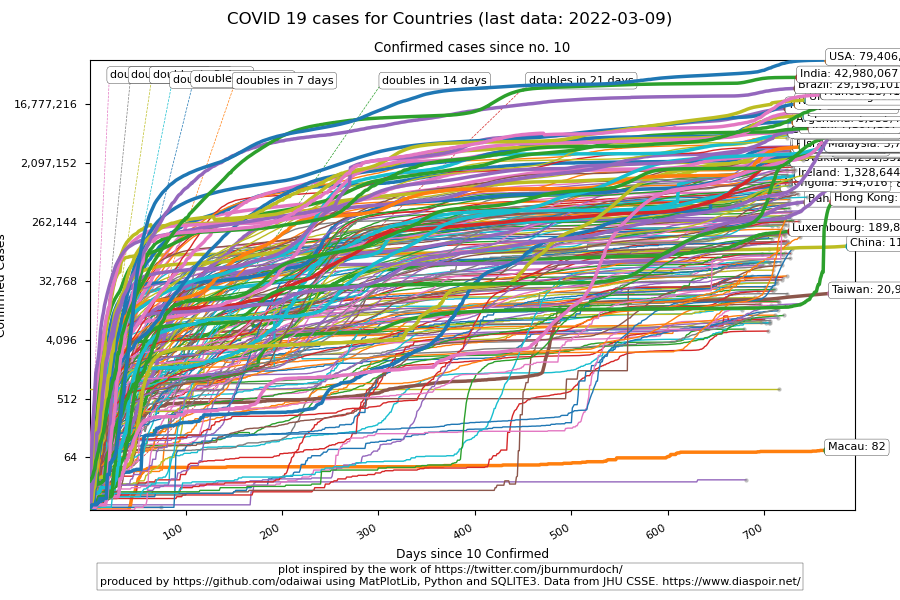 COVID 19 cases for Countries (last data: 2022-03-09)
Confirmed cases since no. 10
USA: 79,406,
India: 42,980,067
Brazil: 29,198,101
doubles in 7 days
doubles in 14 days
doubles in 21 days
16,777,216
2,097,152
262,144
32,768
4,096
512
64
Malaysia: 3,7
Ireland: 1,328,644
Hong Kong:
Luxembourg: 189,8
China: 11
Taiwan: 20,9
Macau: 82
100
200
300
400
500
600
700
Days since 10 Confirmed
plot inspired by the work of https://twitter.com/jburnmurdoch/
produced by https://github.com/odaiwai using MatPlotLib, Python and SQLITE3. Data from JHU CSSE. https://www.diaspoir.net/